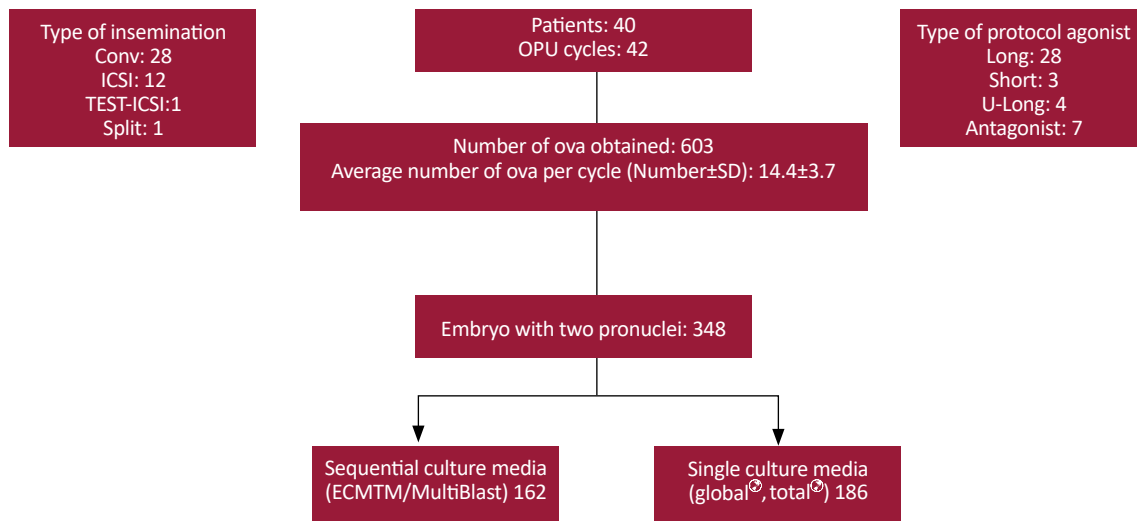 Type of insemination
Conv: 28
ICSI: 12
TEST-ICSI:1
Split: 1
Patients: 40
OPU cycles: 42
Type of protocol agonist
Long: 28
Short: 3
U-Long: 4
Antagonist: 7
Number of ova obtained: 603
Average number of ova per cycle (Number±SD): 14.4±3.7
Embryo with two pronuclei: 348
Sequential culture media
(ECMTM/MultiBlast) 162
Single culture media
(global, total) 186